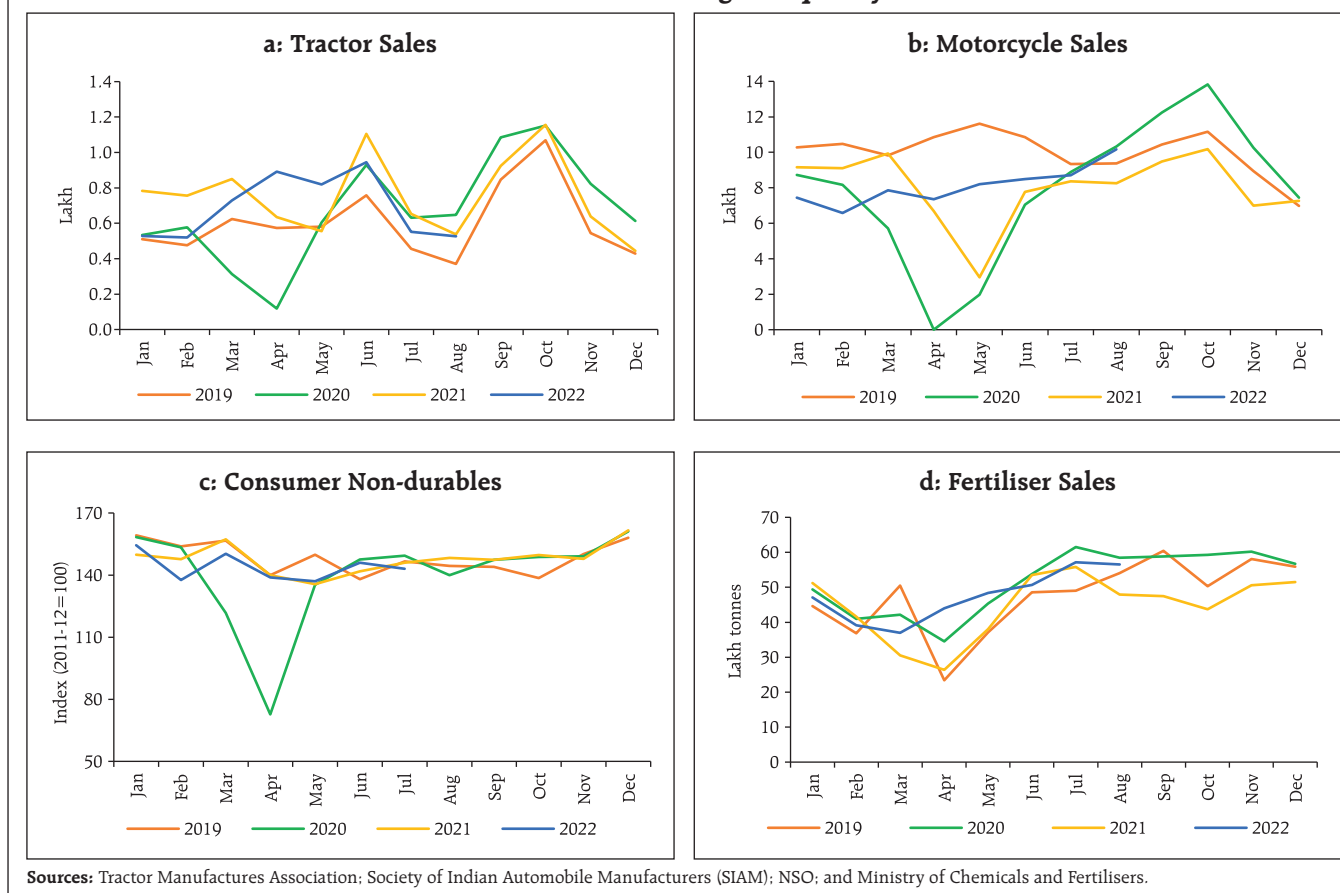 a: Tractor Sales
Lakh
1.4
1.2
1.0
0.8
0.6
0.4
0.2
0.0
Jan Feb Mar Apr May Jun Jul Aug Sep Oct Nov Dec
2019 2020 2021 2022
b: Motorcycle Sales
Lakh
14
12
10
8
6
4
2
0
Jan Feb Mar Apr May Jun Jul Aug Sep Oct Nov Dec
2019 2020 2021 2022
c: Consumer Non-durables
Index (2011-12=100)
170
140
110
80
50
Jan Feb Mar Apr May Jun Jul Aug Sep Oct Nov Dec
2019 2020 2021 2022
d: Fertiliser Sales
Lakh tonnes
70
60
50
40
30
20
10
0
Jan Feb Mar Apr May Jun Jul Aug Sep Oct Nov Dec
2019 2020 2021 2022
Sources: Tractor Manufactures Association; Society of Indian Automobile Manufacturers (SIAM); NSO; and Ministry of Chemicals and Fertilisers.